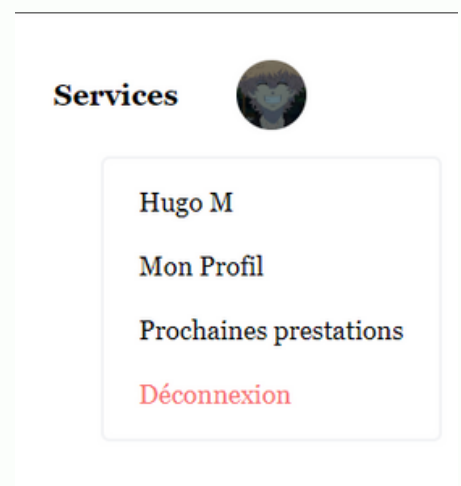 Services
Hugo M
Mon Profil
Prochaines prestations
Déconnexion